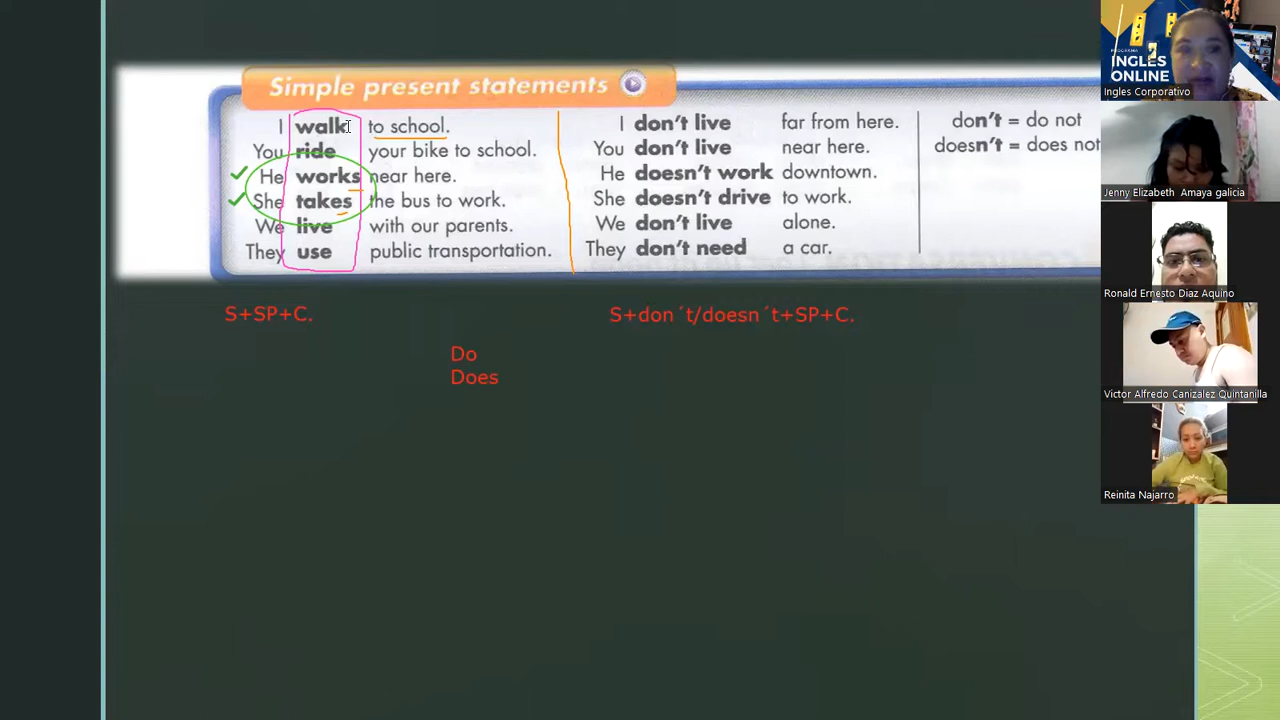 Simple present statements
I walk to school.
You ride your bike to school.
He works near here.
She takes the bus to work.
We live with our parents.
They use public transportation.
I don't live far from here.
You don't live near here.
He doesn't work downtown.
She doesn't drive to work.
We don't live alone.
They don't need a car.
don't = do not
doesn't = does not
S+SP+C.
S+don´t/doesn´t+SP+C.
Do
Does
PROGRAMA
INGLES
ONLINE
Ingles Corporativo
Jenny Elizabeth Amaya galicia
Ronald Ernesto Diaz Aquino
Victor Alfredo Canizalez Quintanilla
Reinita Najarro